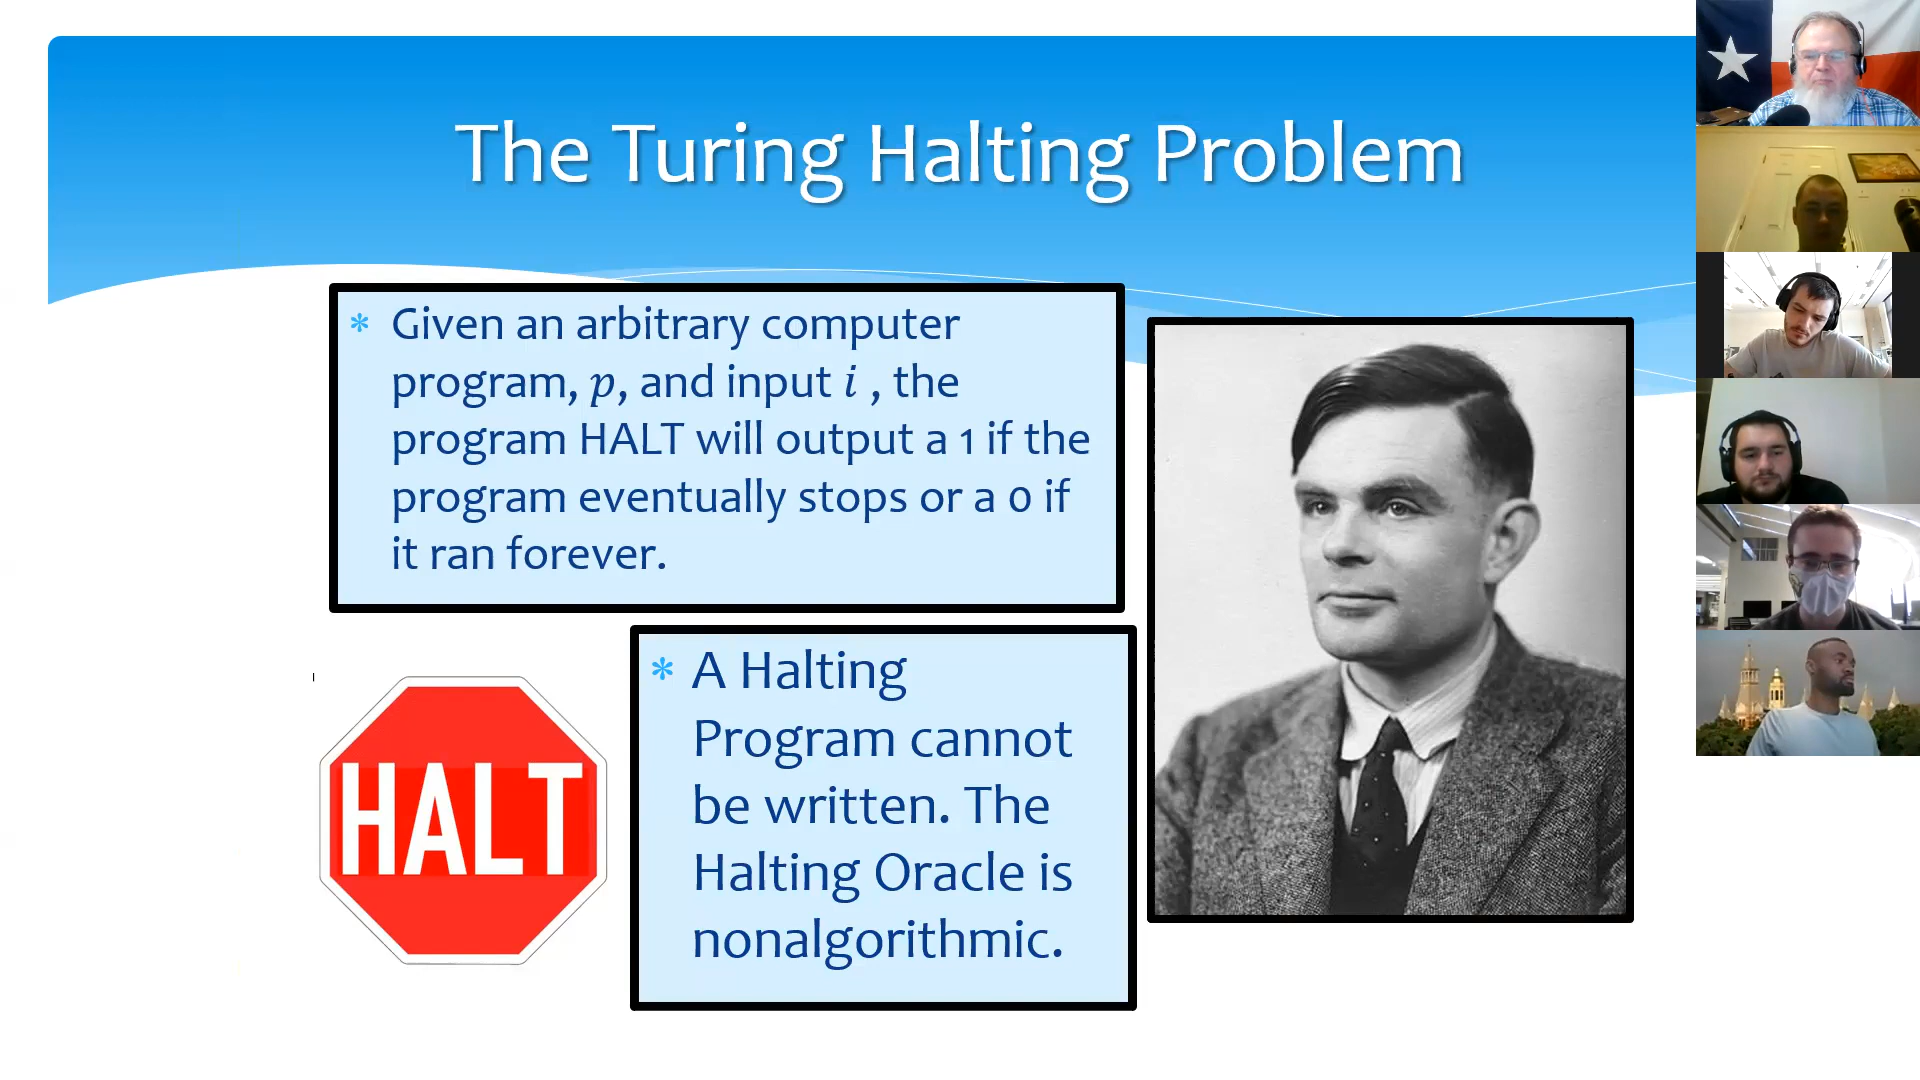 The Turing Halting Problem
* Given an arbitrary computer
program, p, and input i , the
program HALT will output a 1 if the
program eventually stops or a 0 if
it ran forever.
* A Halting
Program cannot
be written. The
Halting Oracle is
nonalgorithmic.
HALT